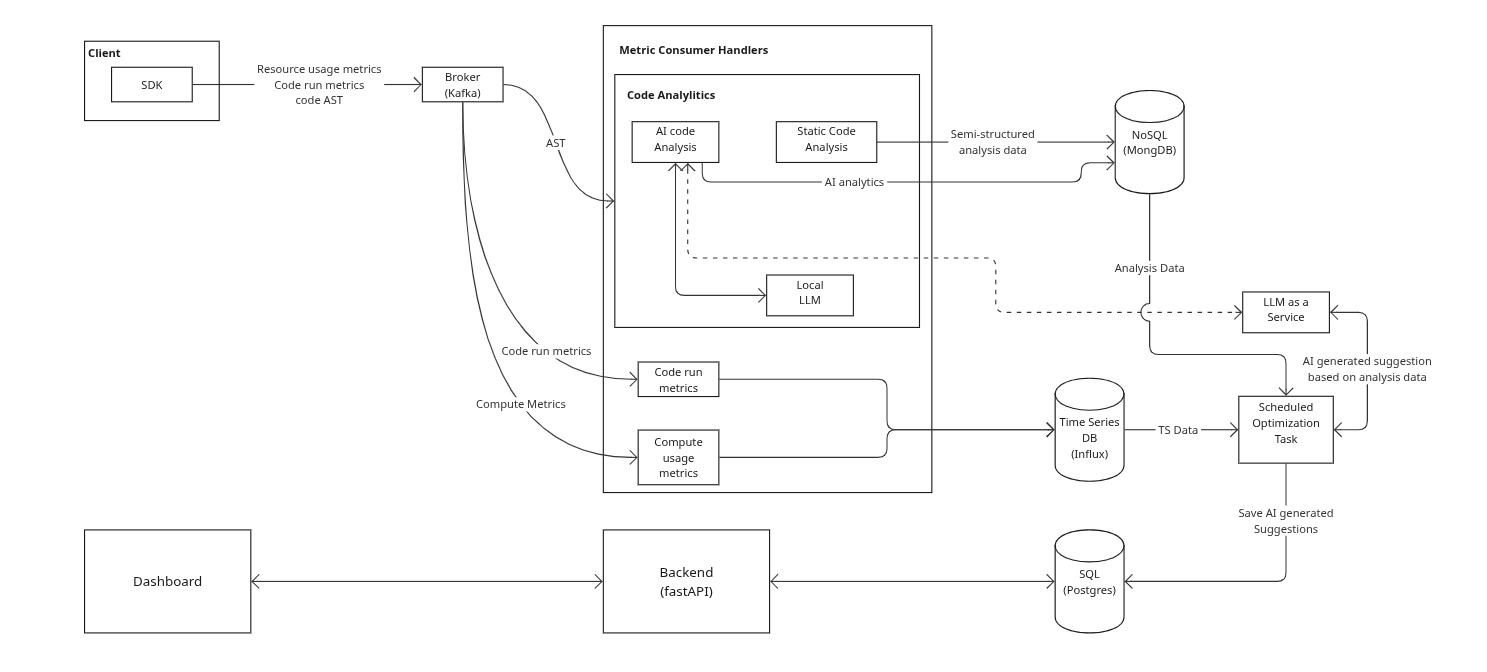 Client
SDK
Resource usage metrics
Code run metrics
code AST
Broker
(Kafka)
AST
Metric Consumer Handlers
Code Analylitics
AI code
Analysis
Static Code
Analysis
Semi-structured
analysis data
AI analytics
NoSQL
(MongDB)
Local
LLM
Analysis Data
LLM as a
Service
AI generated suggestion
based on analysis data
Code run metrics
Code run
metrics
Compute Metrics
Compute
usage
metrics
Time Series
DB
(Influx)
TS Data
Scheduled
Optimization
Task
Save AI generated
Suggestions
Dashboard
Backend
(fastAPI)
SQL
(Postgres)